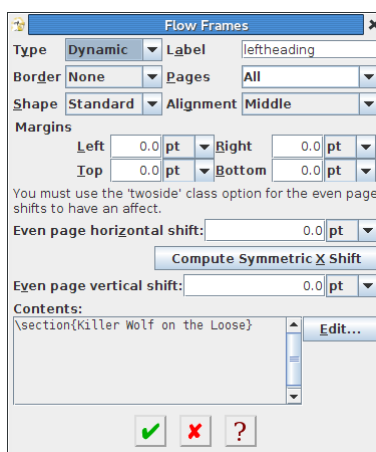 Flow Frames
Type Dynamic Label leftheading
Border None Pages All
Shape Standard Alignment Middle
Margins
Left 0.0 pt Right 0.0 pt
Top 0.0 pt Bottom 0.0 pt
You must use the 'twoside' class option for the even page
shifts to have an affect.
Even page horizontal shift: 0.0 pt
Compute Symmetric X Shift
Even page vertical shift: 0.0 pt
Contents:
\section{Killer Wolf on the Loose}
Edit...
?